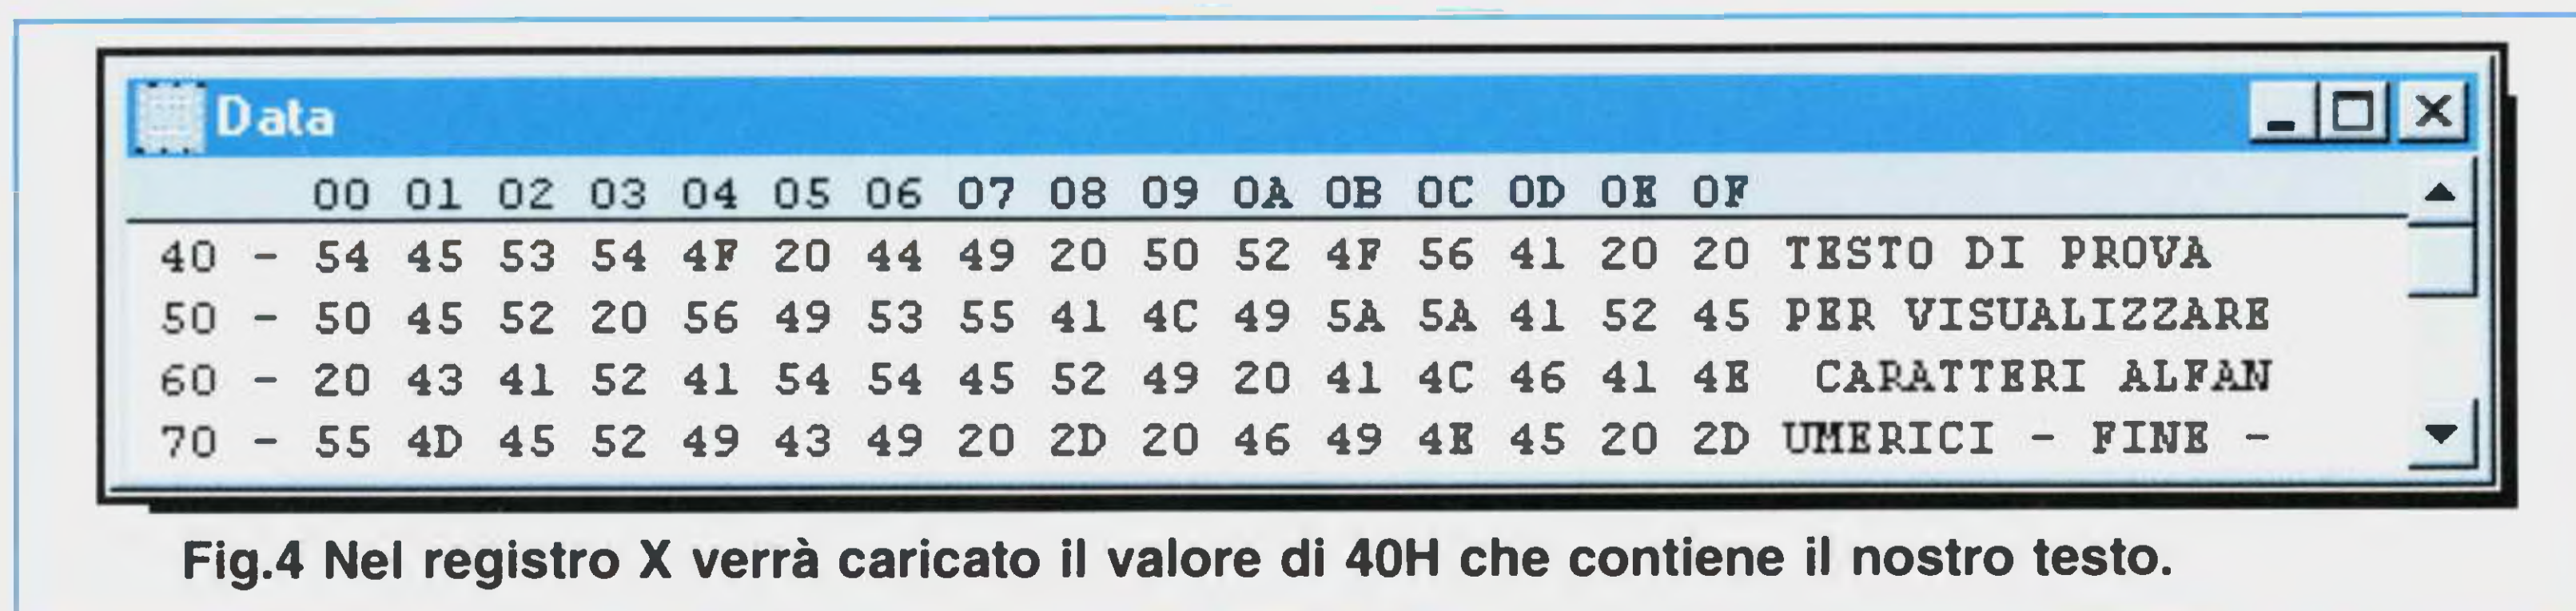 Data
00 01 02 03 04 05 06 07 08 09 0A 0B 0C 0D 0E 0F
40 - 54 45 53 54 4F 20 44 49 20 50 52 4F 56 41 20 20 TESTO DI PROVA
50 - 50 45 52 20 56 49 53 55 41 4C 49 5A 5A 41 52 45 PER VISUALIZZARE
60 - 20 43 41 52 41 54 54 45 52 49 20 41 4C 46 41 4E CARATTERI ALFAN
70 - 55 4D 45 52 49 43 49 20 2D 20 46 49 4E 45 20 2D UMERICI - FINE -
Fig.4 Nel registro X verrà caricato il valore di 40H che contiene il nostro testo.